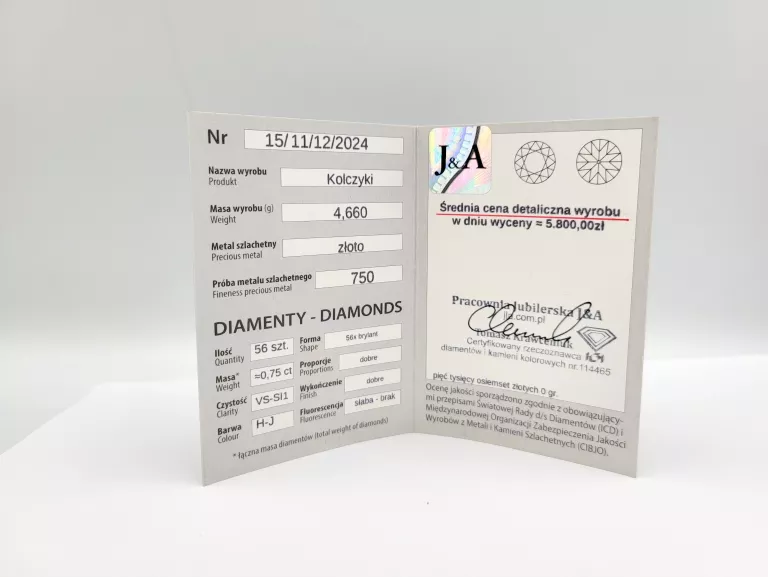 Nr 15/11/12/2024
Nazwa wyrobu
Produkt
Kolczyki
Masa wyrobu (g)
Weight
4,660
Metal szlachetny
Precious metal
złoto
Próba metalu szlachetnego
Fineness precious metal
750
DIAMENTY - DIAMONDS
Ilość
Quantity
56 szt.
Forma
Shape
56x brylant
Masa*
Weight
≈0,75 ct
Proporcje
Proportions
dobre
Czystość
Clarity
VS-SI1
Wykończenie
Finish
dobre
Barwa
Colour
H-J
Fluorescencja
Fluorescence
słaba - brak
* łączna masa diamentów (total weight of diamonds)
J&A
Średnia cena detaliczna wyrobu
w dniu wyceny = 5.800,00zł
Pracownia Jubilerska J&A
Tomasz
Certyfikowany rzeczoznawca
diamentów i kamieni kolorowych nr.114465
pięć tysięcy osiemset złotych 0 gr.
Ocenę jakości sporządzono zgodnie z obowiązujący-
mi przepisami Światowej Rady d/s Diamentów (ICD) i
Międzynarodowej Organizacji Zabezpieczenia Jakości
Wyrobów z Metali i Kamieni Szlachetnych (CIBJO).